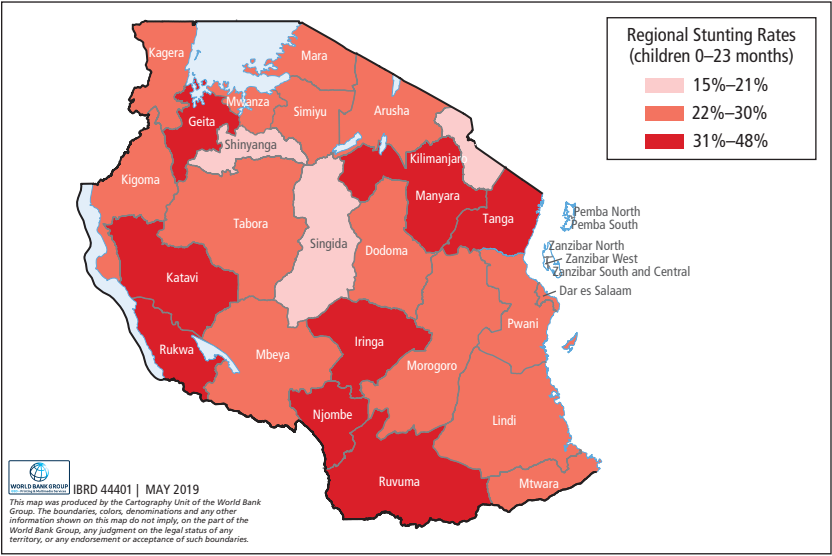 Regional Stunting Rates
(children 0–23 months)
15%–21%
22%–30%
31%–48%
Kagera
Mara
Mwanza
Geita
Simiyu
Arusha
Shinyanga
Kilimanjaro
Kigoma
Manyara
Tanga
Pemba North
Pemba South
Tabora
Singida
Dodoma
Zanzibar North
Zanzibar West
Zanzibar South and Central
Katavi
Dar es Salaam
Pwani
Iringa
Rukwa
Mbeya
Morogoro
Njombe
Lindi
Ruvuma
Mtwara
WORLD BANK GROUP
Printing & Multimedia Services
IBRD 44401 | MAY 2019
This map was produced by the Cartography Unit of the World Bank
Group. The boundaries, colors, denominations and any other
information shown on this map do not imply, on the part of the
World Bank Group, any judgment on the legal status of any
territory, or any endorsement or acceptance of such boundaries.